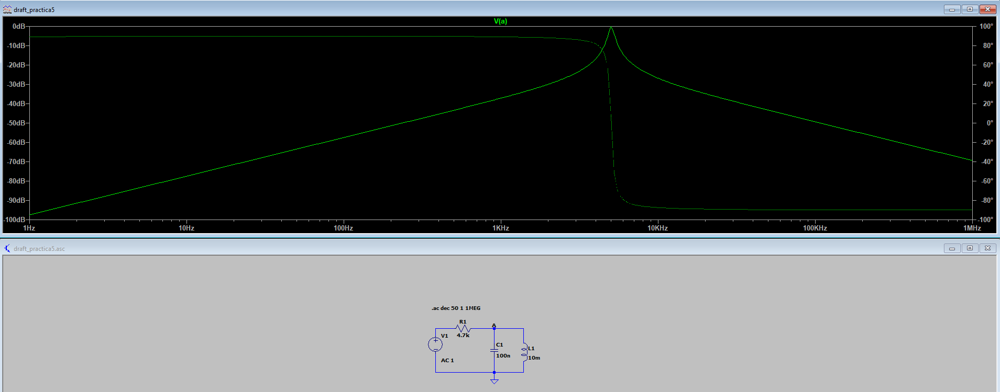 draft_practica5
V(a)
0dB
-10dB
-20dB
-30dB
-40dB
-50dB
-60dB
-70dB
-80dB
-90dB
-100dB
100°
80°
60°
40°
20°
0°
-20°
-40°
-60°
-80°
-100°
1Hz 10Hz 100Hz 1KHz 10KHz 100KHz 1MHz
draft_practica5.asc
.ac dec 50 1 1MEG
R1
4.7k
A
V1
AC 1
C1
100n
L1
10m